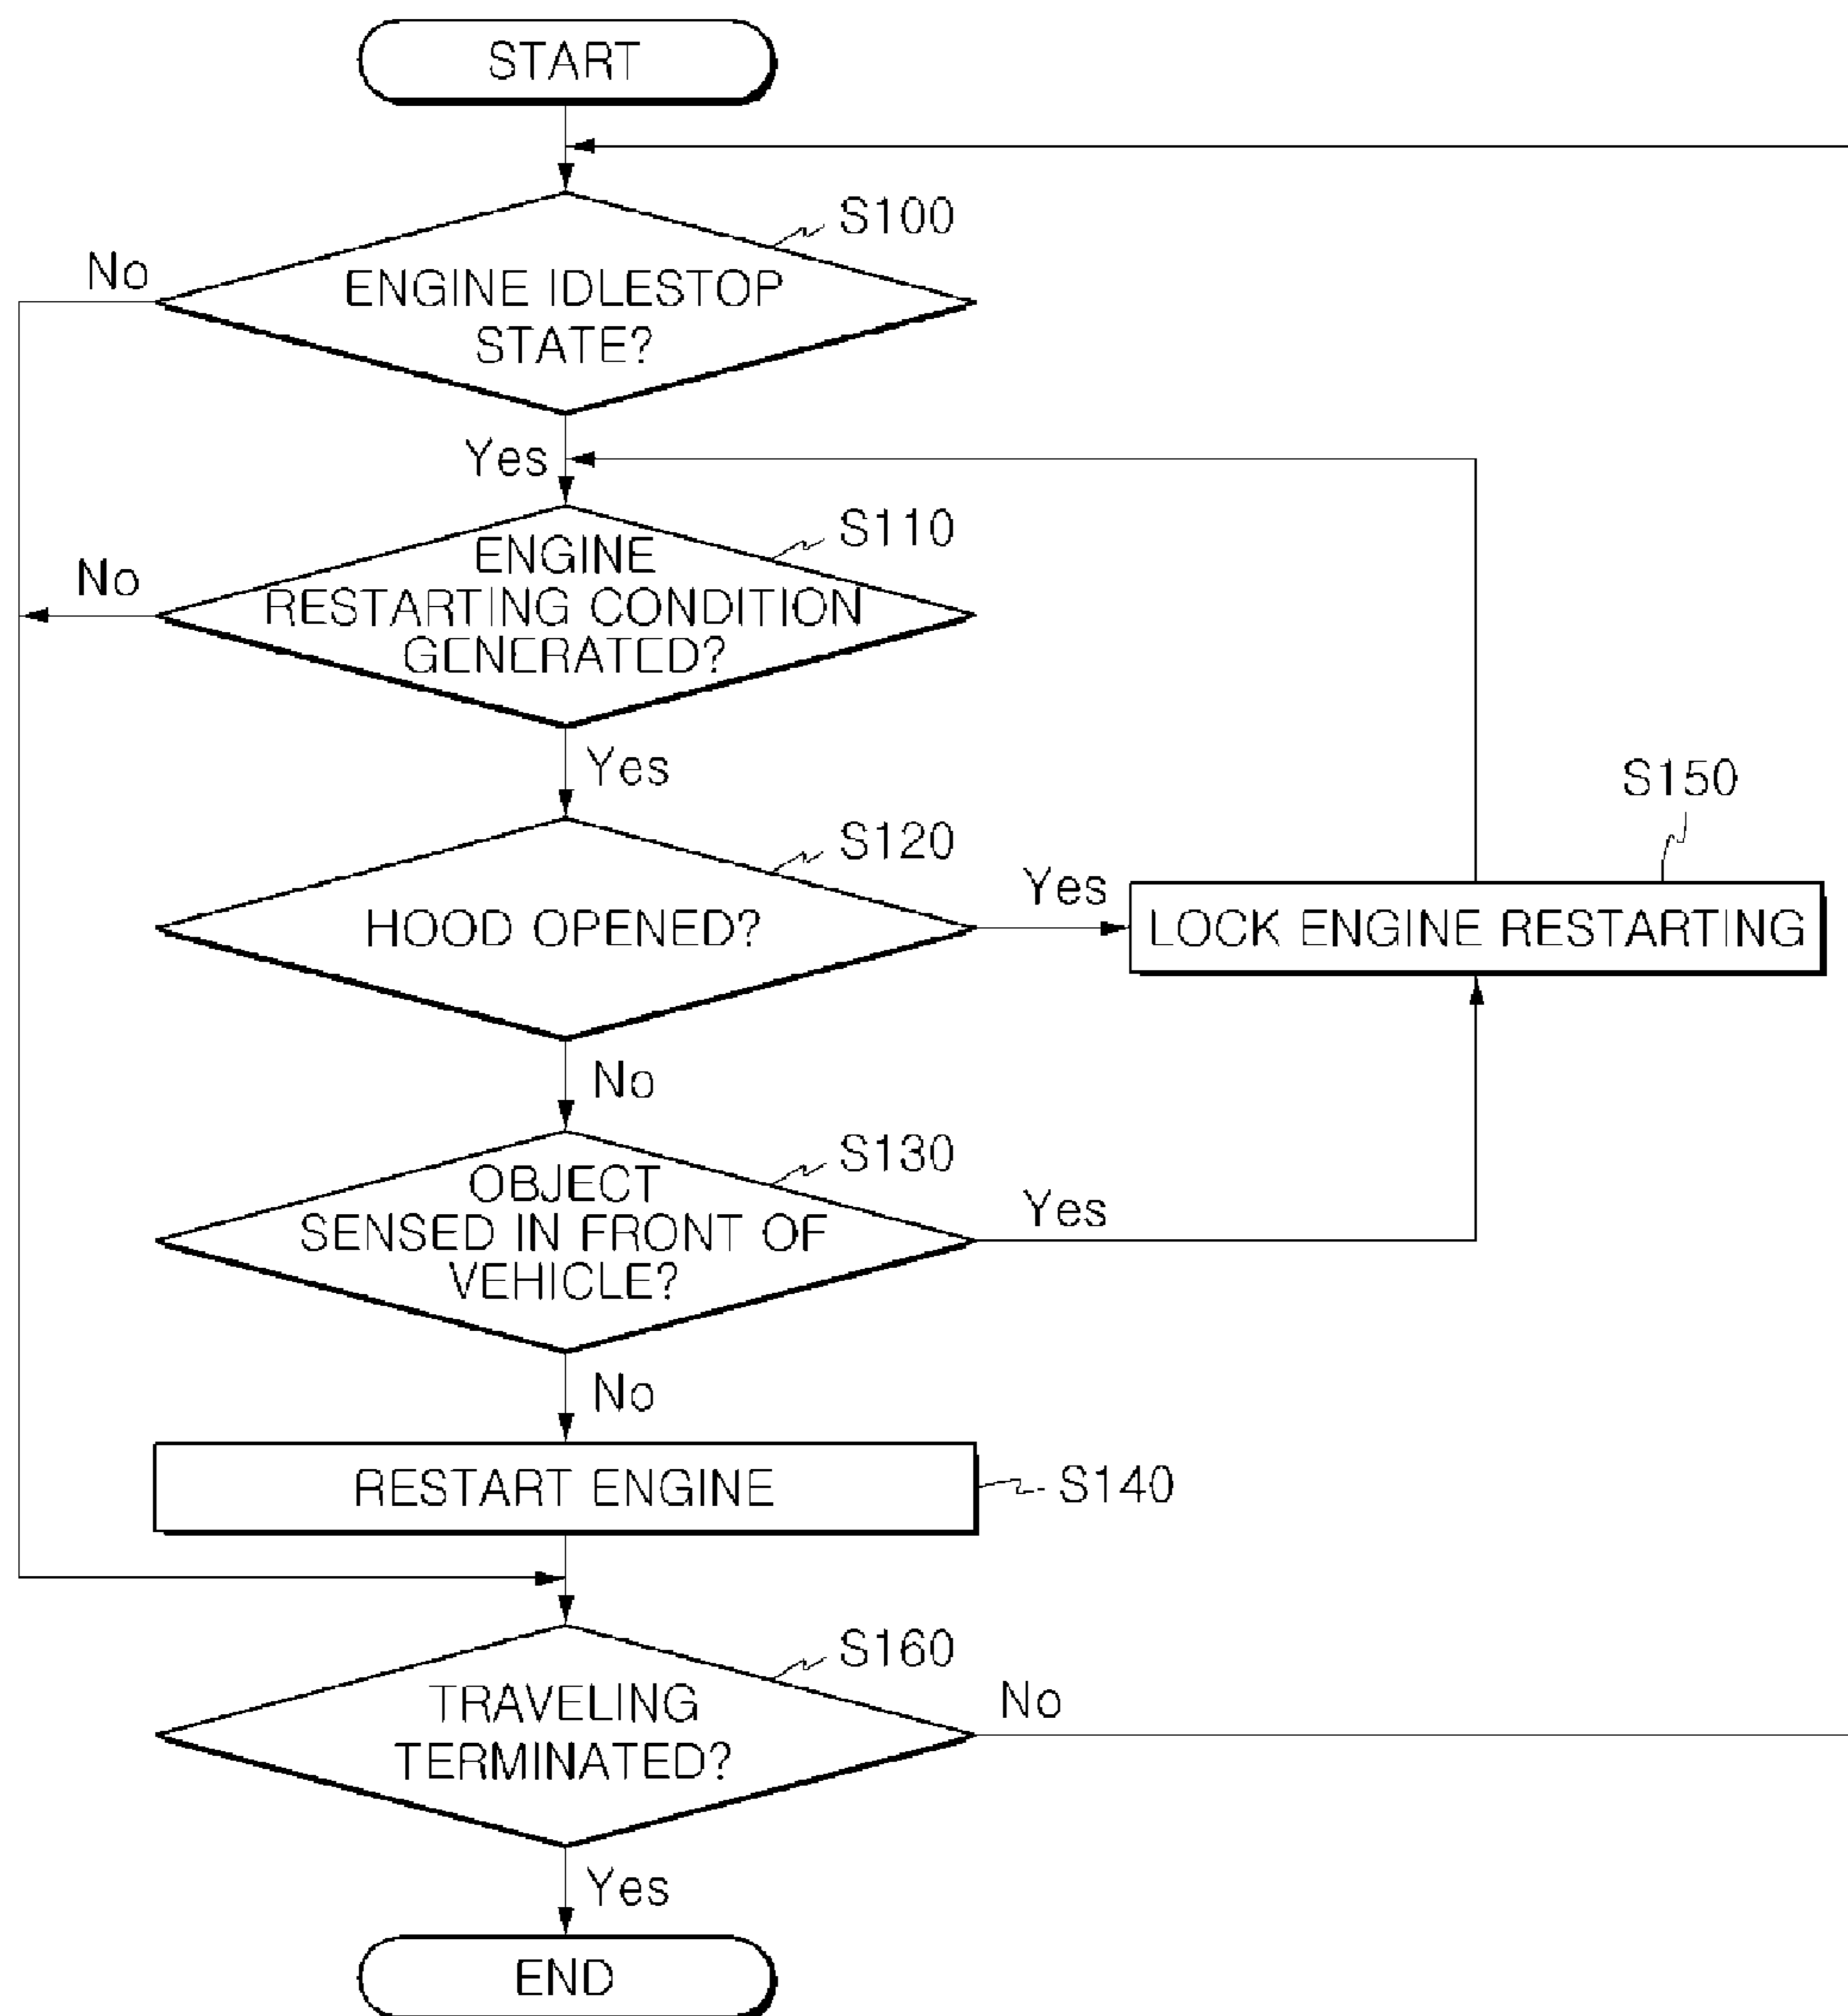 START
S100
No
ENGINE IDLESTOP
STATE?
Yes
S110
No
ENGINE
RESTARTING CONDITION
GENERATED?
Yes
S120
HOOD OPENED?
Yes
S150
LOCK ENGINE RESTARTING
No
S130
OBJECT
SENSED IN FRONT OF
VEHICLE?
Yes
No
RESTART ENGINE
S140
S160
TRAVELING
TERMINATED?
No
Yes
END